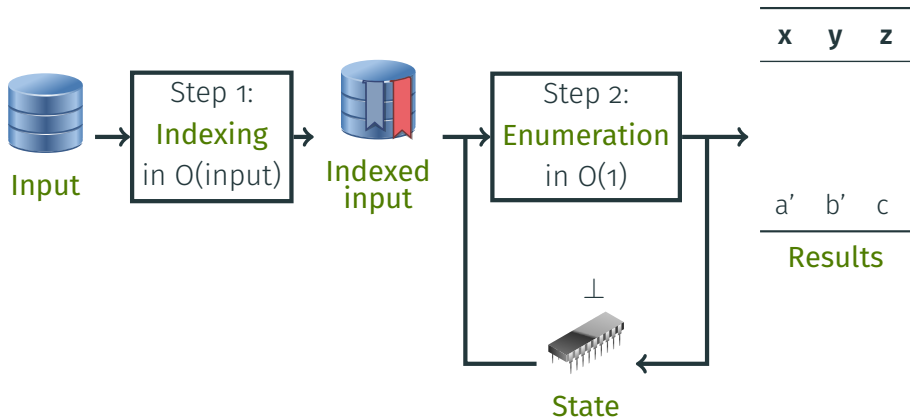 Input
Step 1:
Indexing
in O(input)
Indexed
input
Step 2:
Enumeration
in O(1)
x y z
a’ b’ c
Results
⊥
State